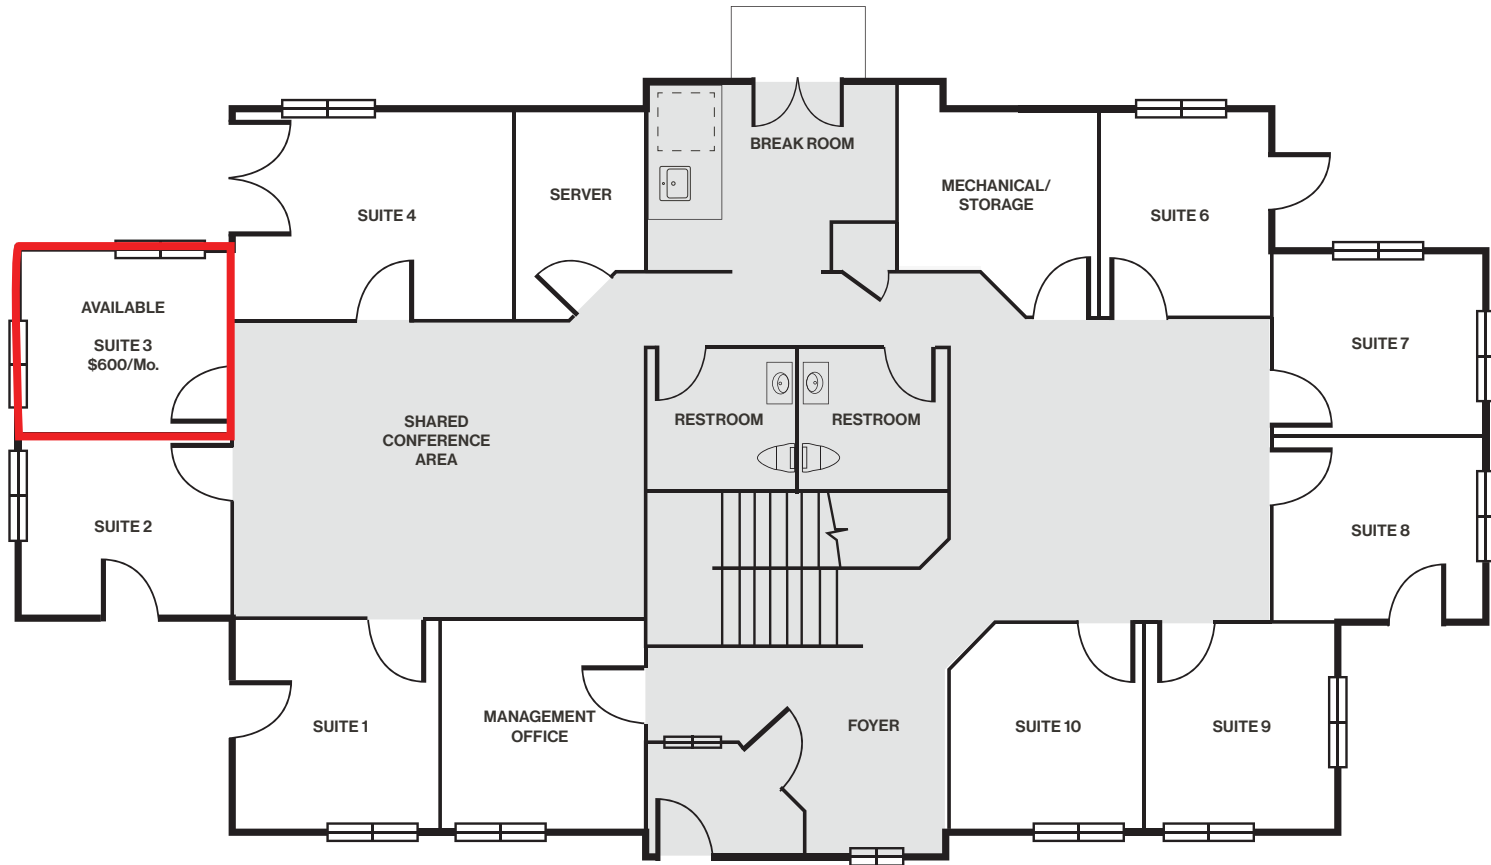 BREAK ROOM
SERVER
MECHANICAL/
STORAGE
SUITE 4
SUITE 6
AVAILABLE
SUITE 3
$600/Mo.
SUITE 7
SHARED
CONFERENCE
AREA
RESTROOM
RESTROOM
SUITE 2
SUITE 8
SUITE 1
MANAGEMENT
OFFICE
FOYER
SUITE 10
SUITE 9